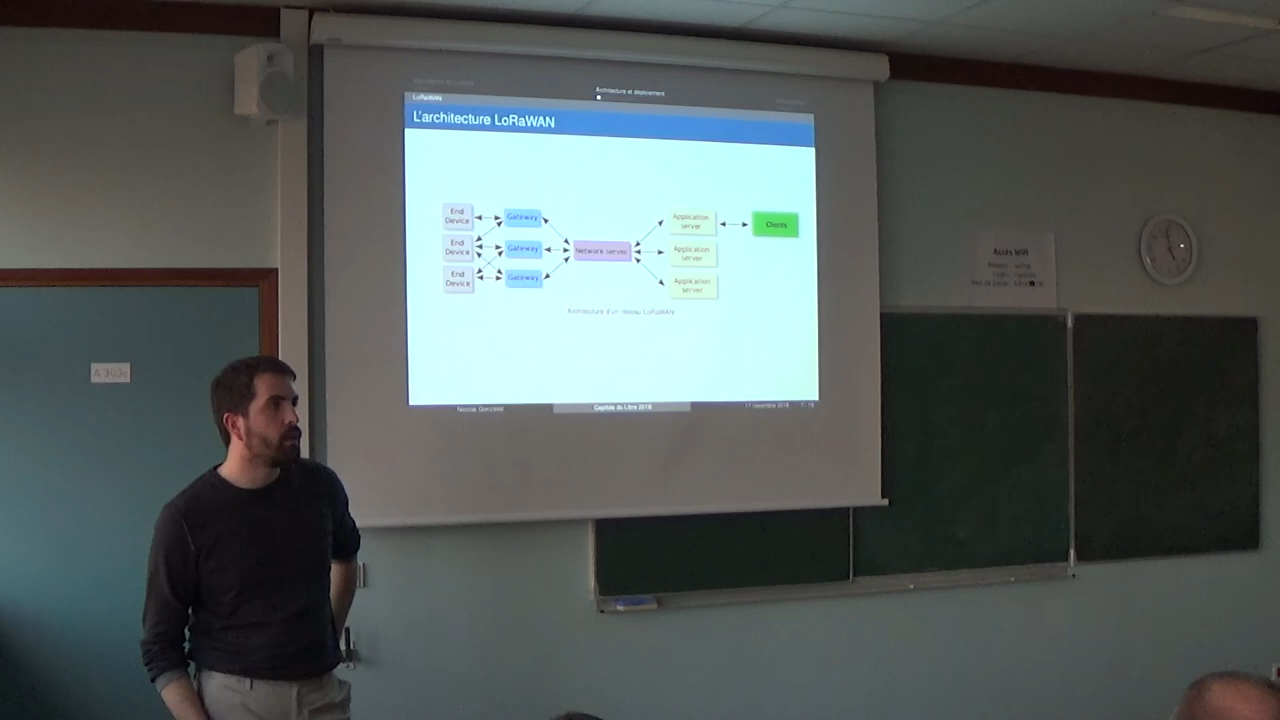 Architecture et déploiement
LoRaWAN
L'architecture LoRaWAN
End
Device
Gateway
End
Device
Gateway
End
Device
Gateway
Network server
Application
server
Application
server
Application
server
Clients
Architecture d'un réseau LoRaWAN
Nicolas Gonzalez
Capitole du Libre 2018
17 novembre 2018
Accès Wifi
A 303